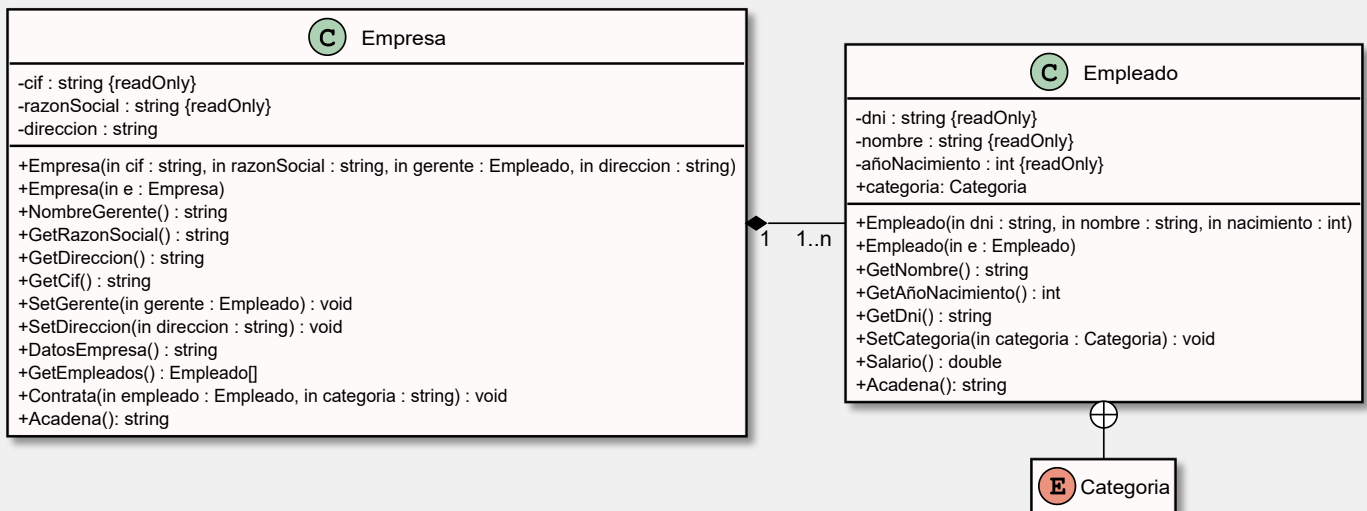 C Empresa
-cif : string {readOnly}
-razonSocial : string {readOnly}
-direccion : string
+Empresa(in cif : string, in razonSocial : string, in gerente : Empleado, in direccion : string)
+Empresa(in e : Empresa)
+NombreGerente() : string
+GetRazonSocial() : string
+GetDireccion() : string
+GetCif() : string
+SetGerente(in gerente : Empleado) : void
+SetDireccion(in direccion : string) : void
+DatosEmpresa() : string
+GetEmpleados() : Empleado[]
+Contrata(in empleado : Empleado, in categoria : string) : void
+Acadena(): string
1 1..n
C Empleado
-dni : string {readOnly}
-nombre : string {readOnly}
-añoNacimiento : int {readOnly}
+categoria: Categoria
+Empleado(in dni : string, in nombre : string, in nacimiento : int)
+Empleado(in e : Empleado)
+GetNombre() : string
+GetAñoNacimiento() : int
+GetDni() : string
+SetCategoria(in categoria : Categoria) : void
+Salario() : double
+Acadena(): string
E Categoria